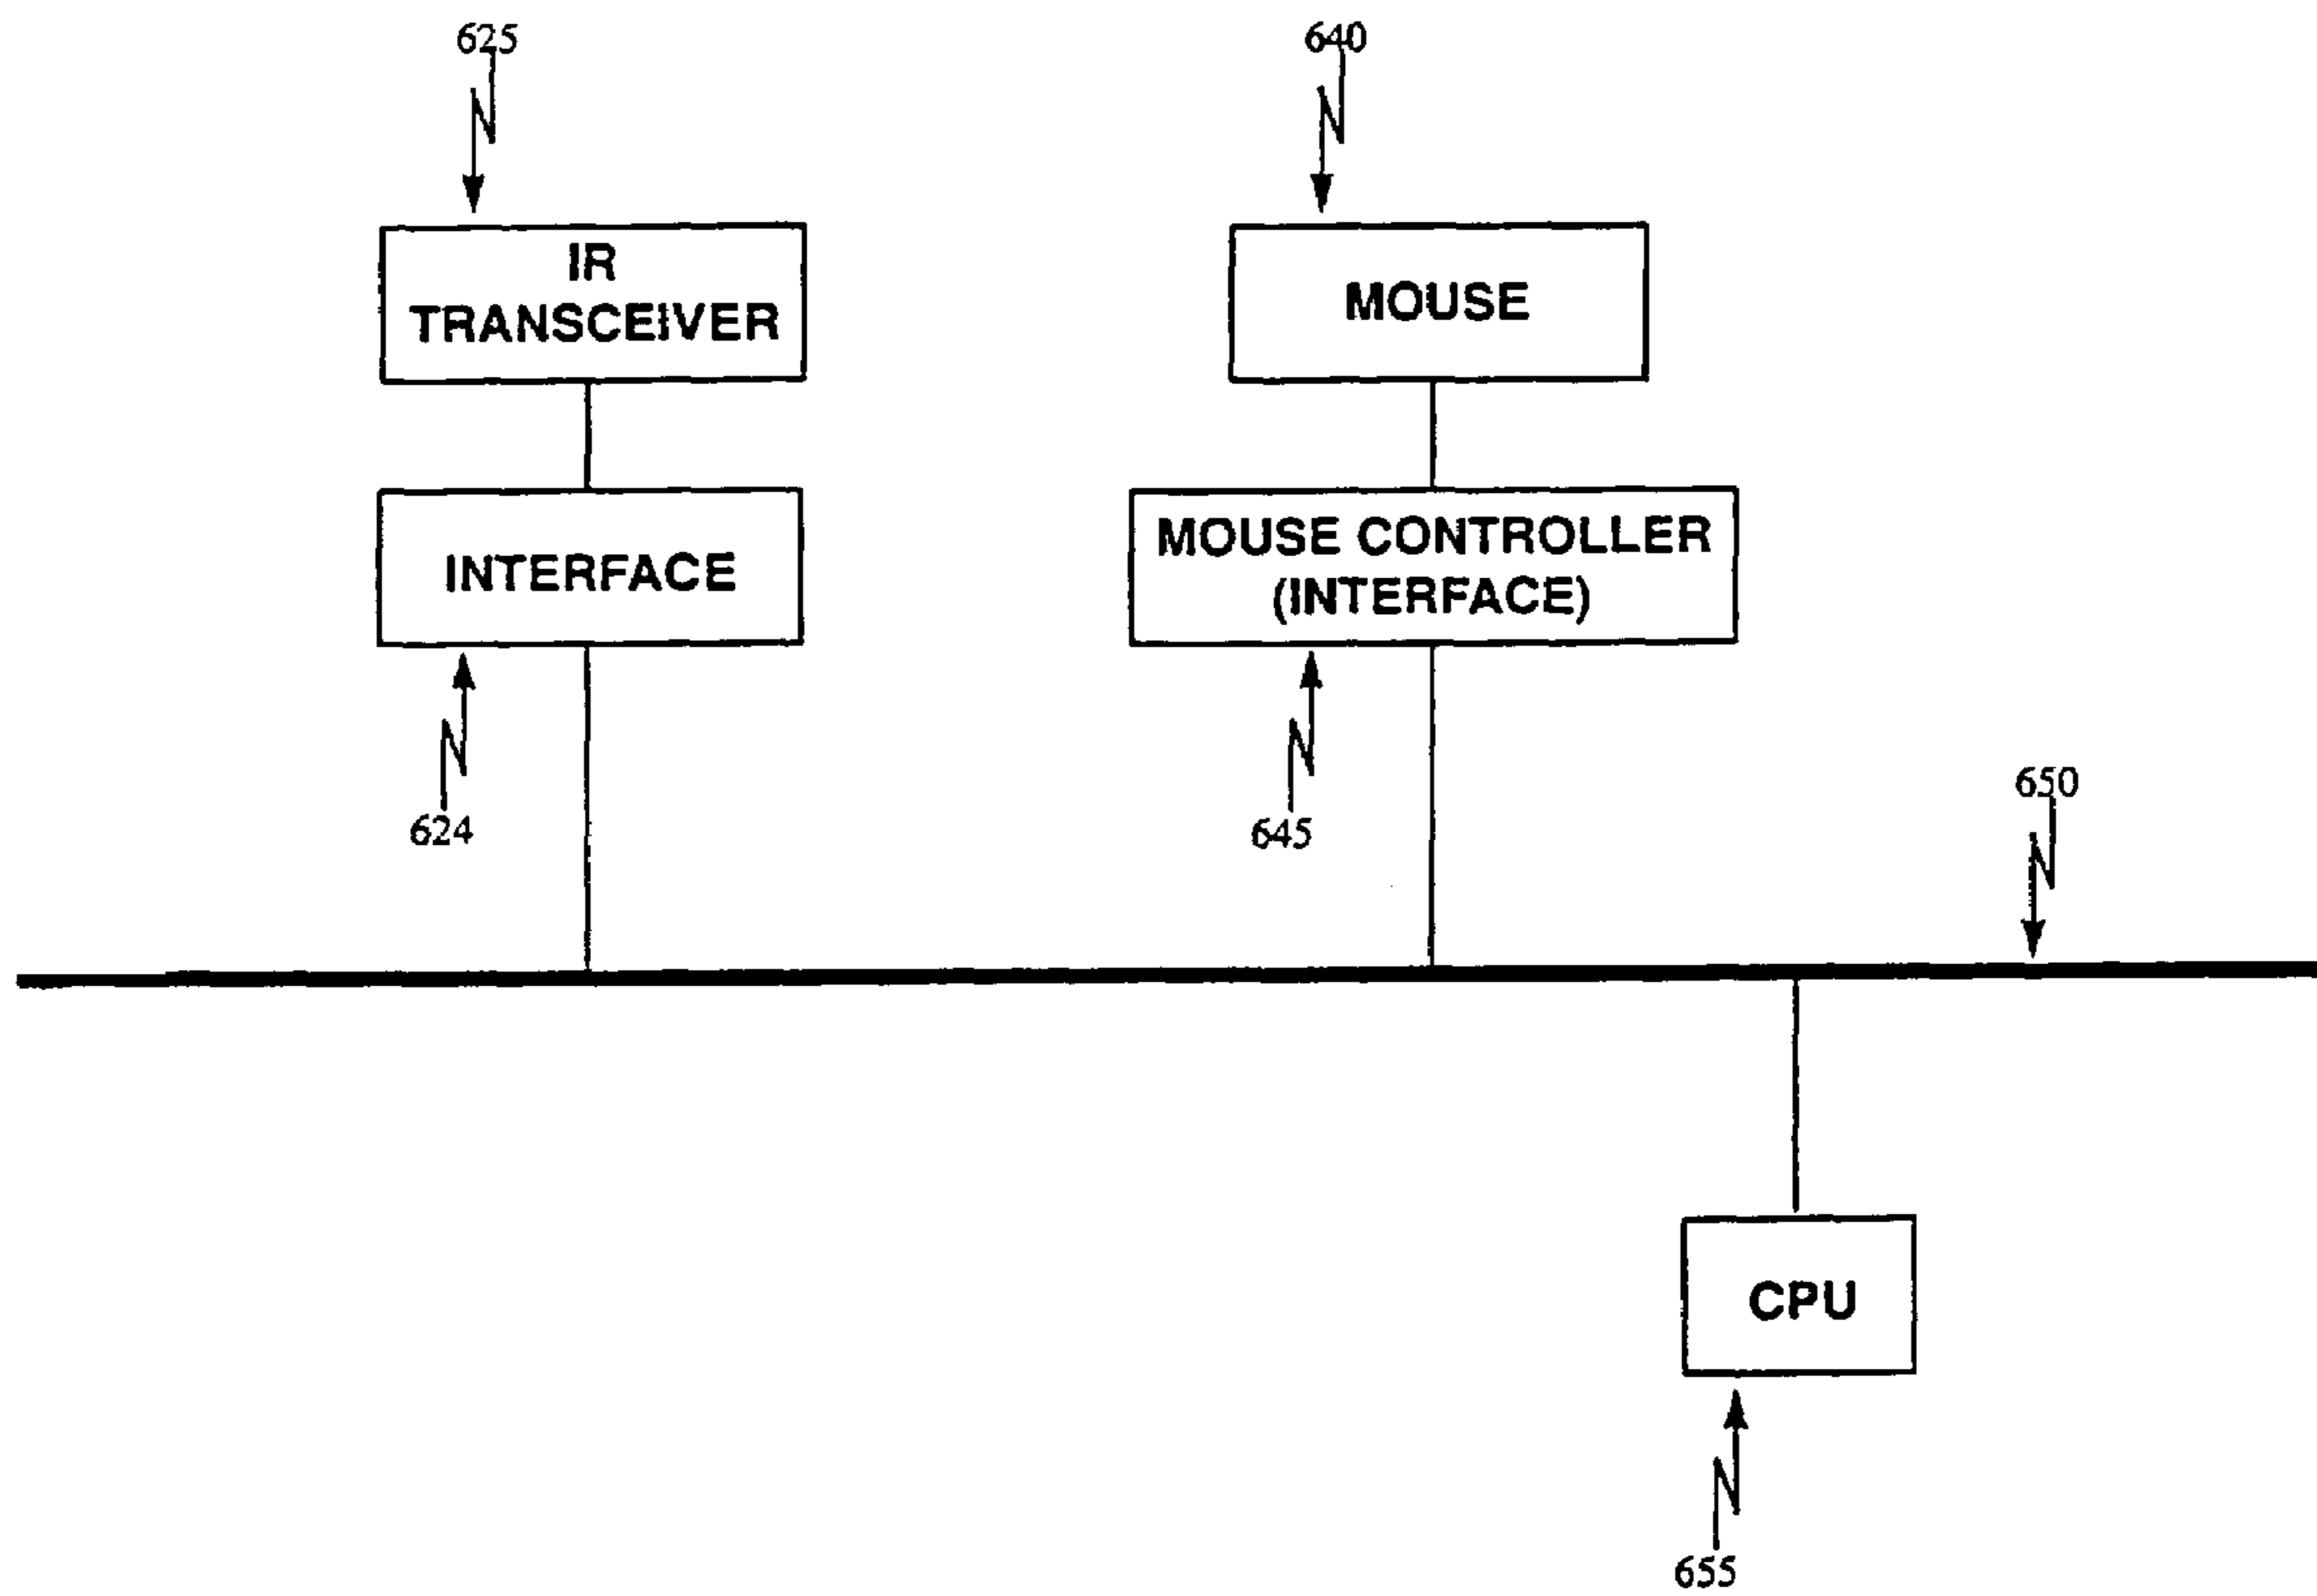 625
640
IR
TRANSCEIVER
MOUSE
INTERFACE
MOUSE CONTROLLER
(INTERFACE)
624
645
650
CPU
655